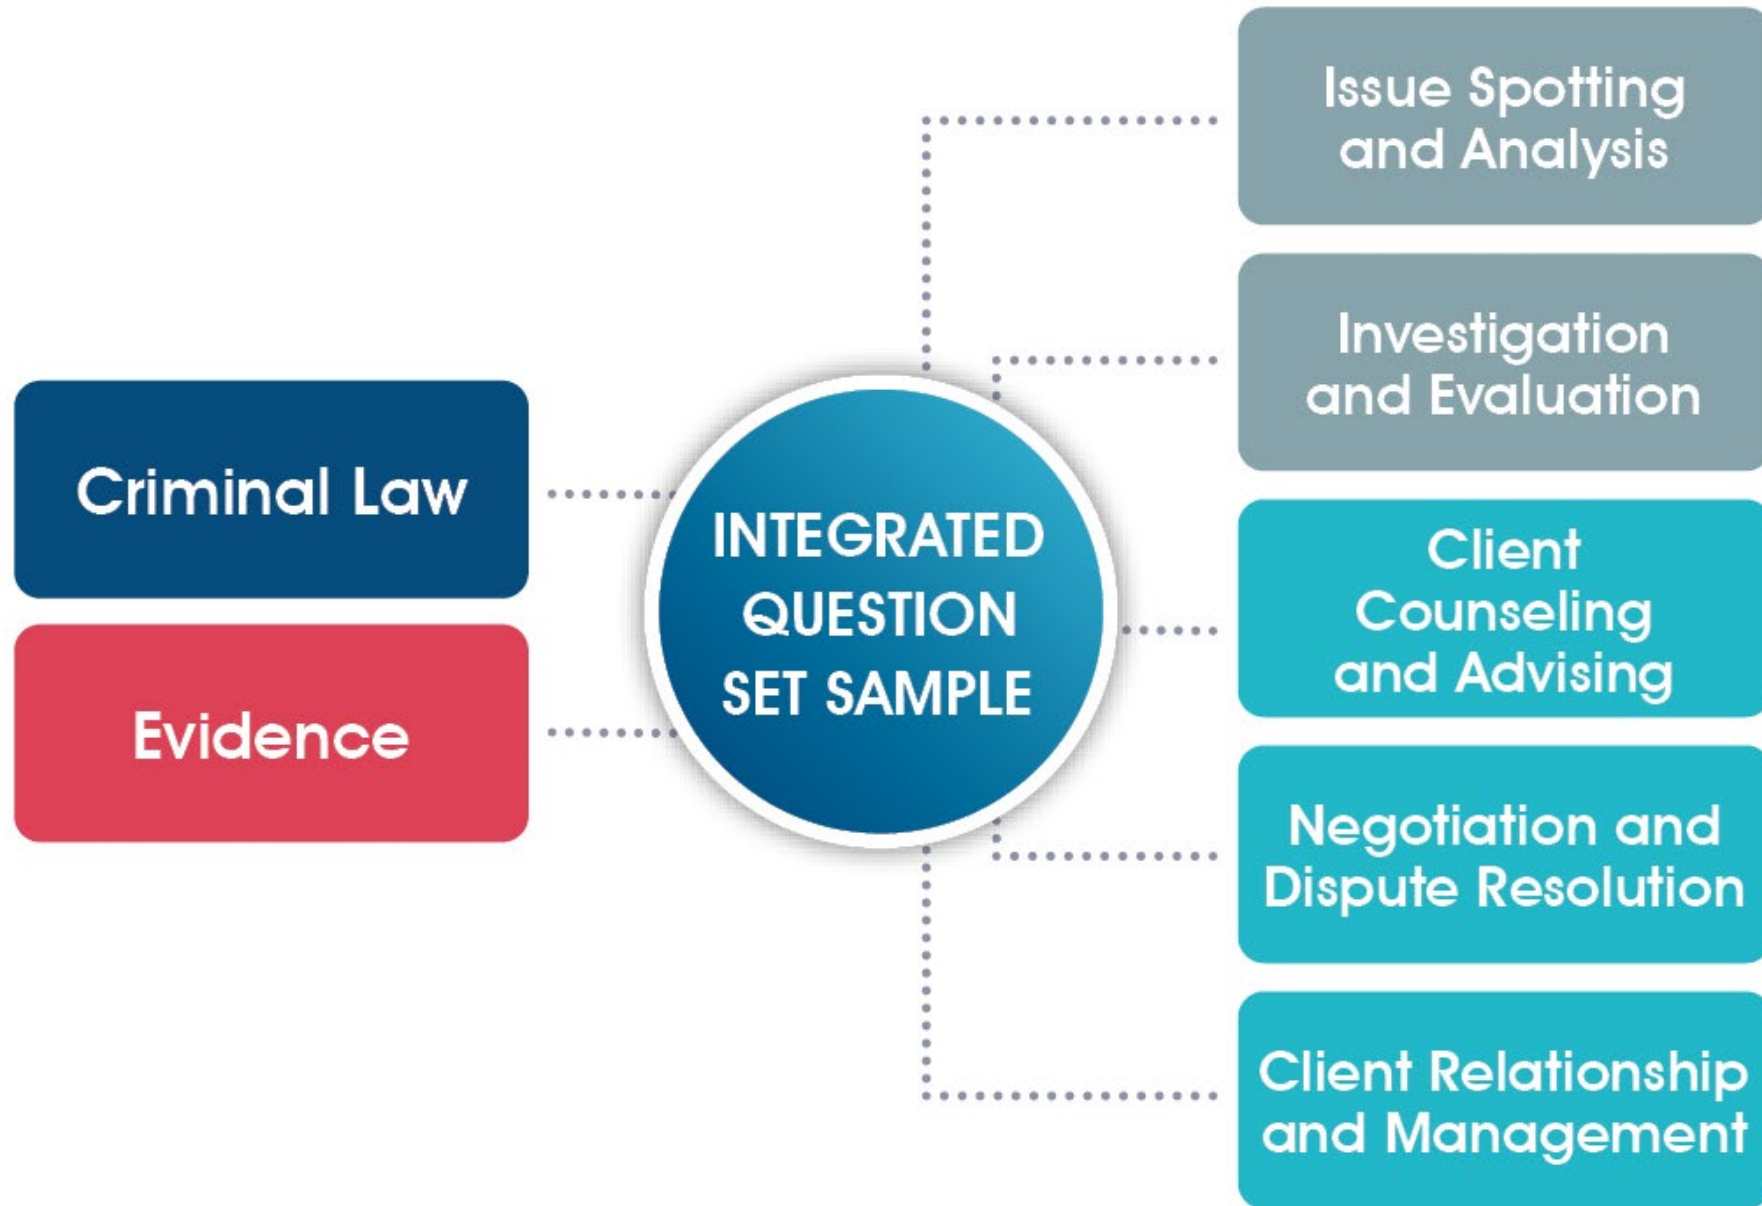 Criminal Law
Evidence
INTEGRATED
QUESTION
SET SAMPLE
Issue Spotting
and Analysis
Investigation
and Evaluation
Client
Counseling
and Advising
Negotiation and
Dispute Resolution
Client Relationship
and Management